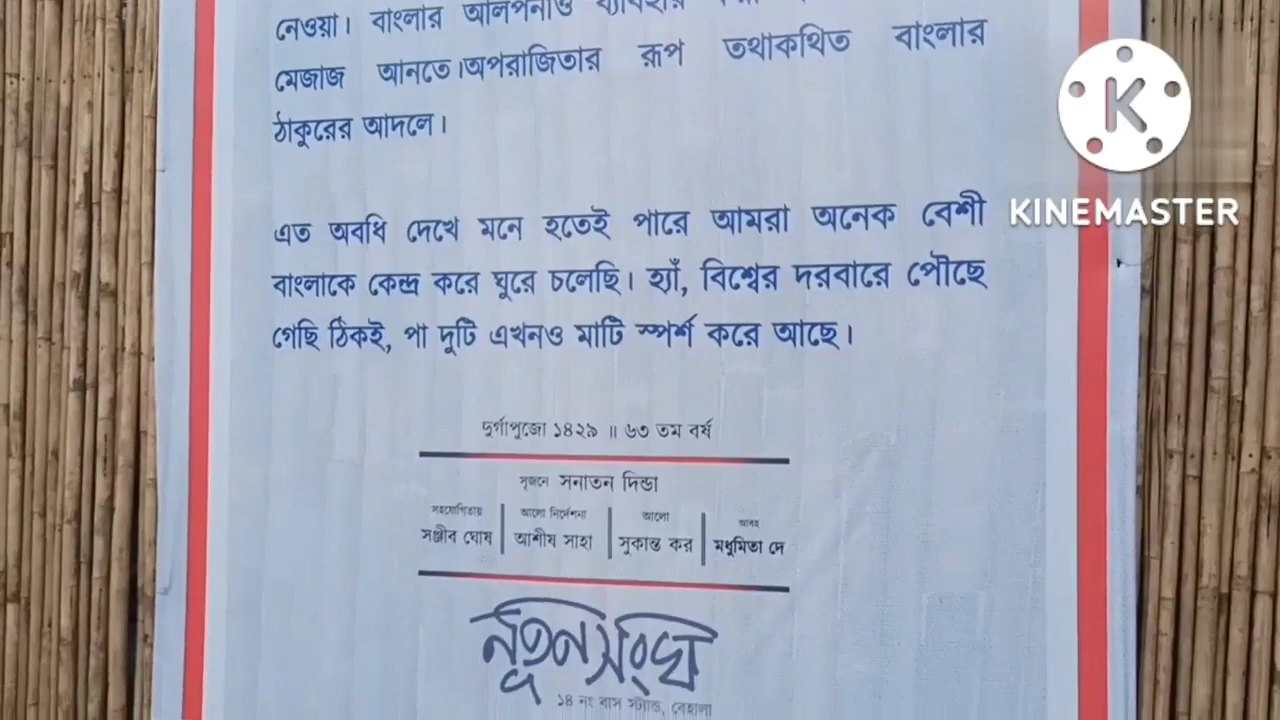 নেওয়া। বাংলার আলপনাও ব্যাবহার
মেজাজ আনতে।অপরাজিতার রূপ তথাকথিত বাংলার
ঠাকুরের আদলে।
এত অবধি দেখে মনে হতেই পারে আমরা অনেক বেশী
বাংলাকে কেন্দ্র করে ঘুরে চলেছি। হ্যাঁ, বিশ্বের দরবারে পৌছে
গেছি ঠিকই, পা দুটি এখনও মাটি স্পর্শ করে আছে।
দুর্গাপুজো ১৪২৯ ॥ ৬৩ তম বর্ষ
সৃজনে সনাতন দিন্ডা
সহযোগিতায় আলো নির্দেশনা আলো আবহ
সঞ্জীব ঘোষ আশীষ সাহা সুকান্ত কর মধুমিতা দে
নূতন সংঘ
১৪ নং বাস স্ট্যান্ড, বেহালা
K
KINEMASTER